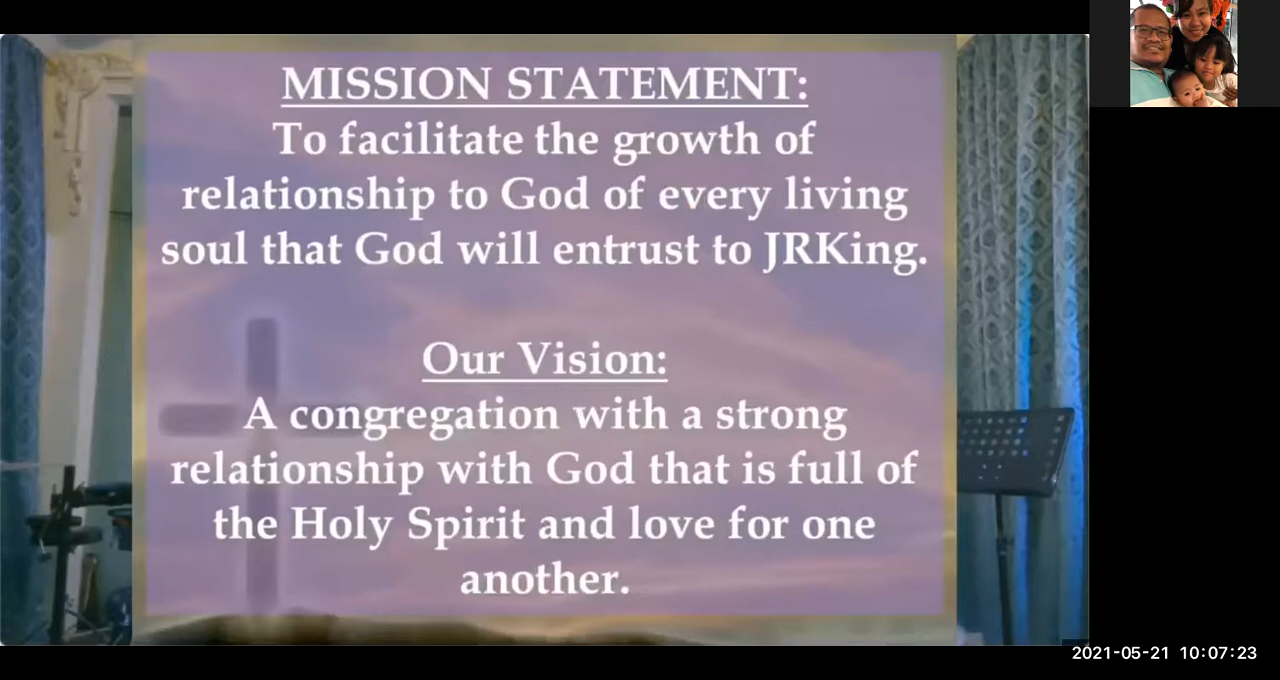 MISSION STATEMENT:
To facilitate the growth of
relationship to God of every living
soul that God will entrust to JRKing.
Our Vision:
A congregation with a strong
relationship with God that is full of
the Holy Spirit and love for one
another.
2021-05-21 10:07:23